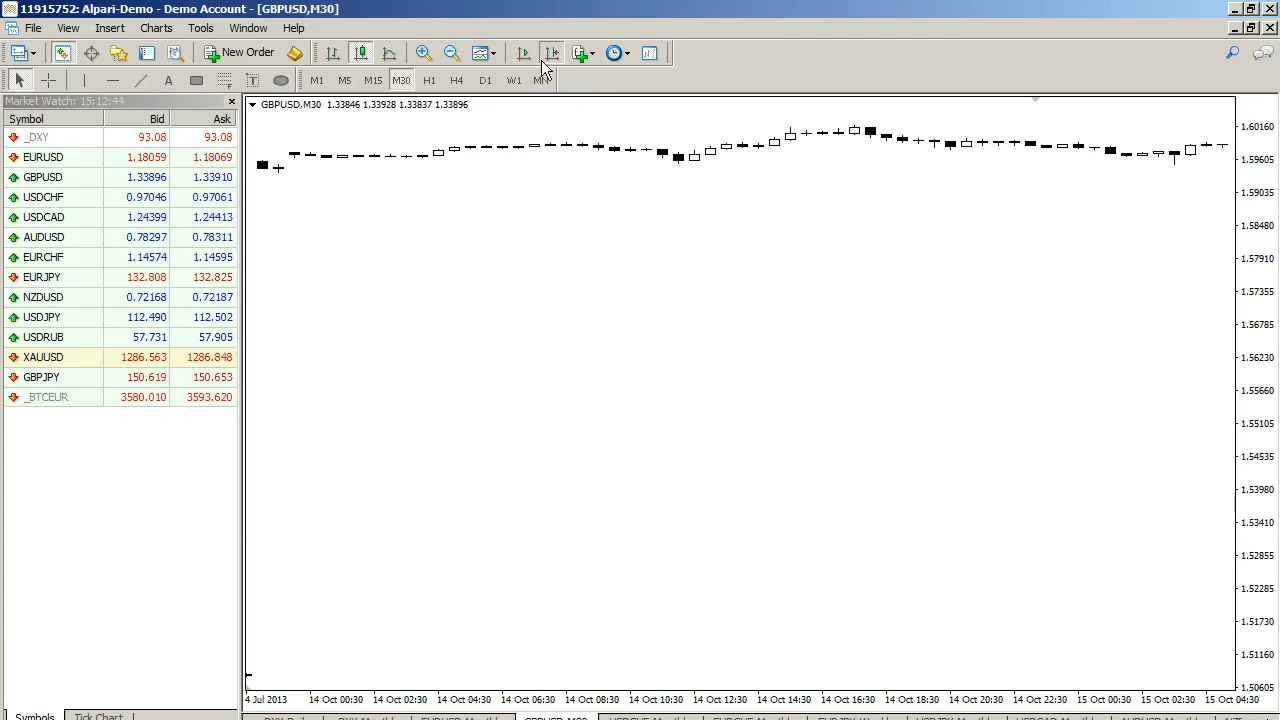 11915752: Alpari-Demo - Demo Account - [GBPUSD,M30]
File View Insert Charts Tools Window Help
New Order
A T M1 M5 M15 M30 H1 H4 D1 W1
Market Watch: 15:12:44
Symbol Bid Ask
_DXY 93.08 93.08
EURUSD 1.18059 1.18069
GBPUSD 1.33896 1.33910
USDCHF 0.97046 0.97061
USDCAD 1.24399 1.24413
AUDUSD 0.78297 0.78311
EURCHF 1.14574 1.14595
EURJPY 132.808 132.825
NZDUSD 0.72168 0.72187
USDJPY 112.490 112.502
USDRUB 57.731 57.905
XAUUSD 1286.563 1286.848
GBPJPY 150.619 150.653
_BTCEUR 3580.010 3593.620
Symbols Tick Chart
GBPUSD,M30 1.33846 1.33928 1.33837 1.33896
1.60160
1.59605
1.59035
1.58480
1.57910
1.57355
1.56785
1.56230
1.55660
1.55105
1.54535
1.53980
1.53410
1.52855
1.52285
1.51730
1.51160
1.50605
4 Jul 2013 14 Oct 00:30 14 Oct 02:30 14 Oct 04:30 14 Oct 06:30 14 Oct 08:30 14 Oct 10:30 14 Oct 12:30 14 Oct 14:30 14 Oct 16:30 14 Oct 18:30 14 Oct 20:30 14 Oct 22:30 15 Oct 00:30 15 Oct 02:30 15 Oct 04:30
GBPUSD,M30